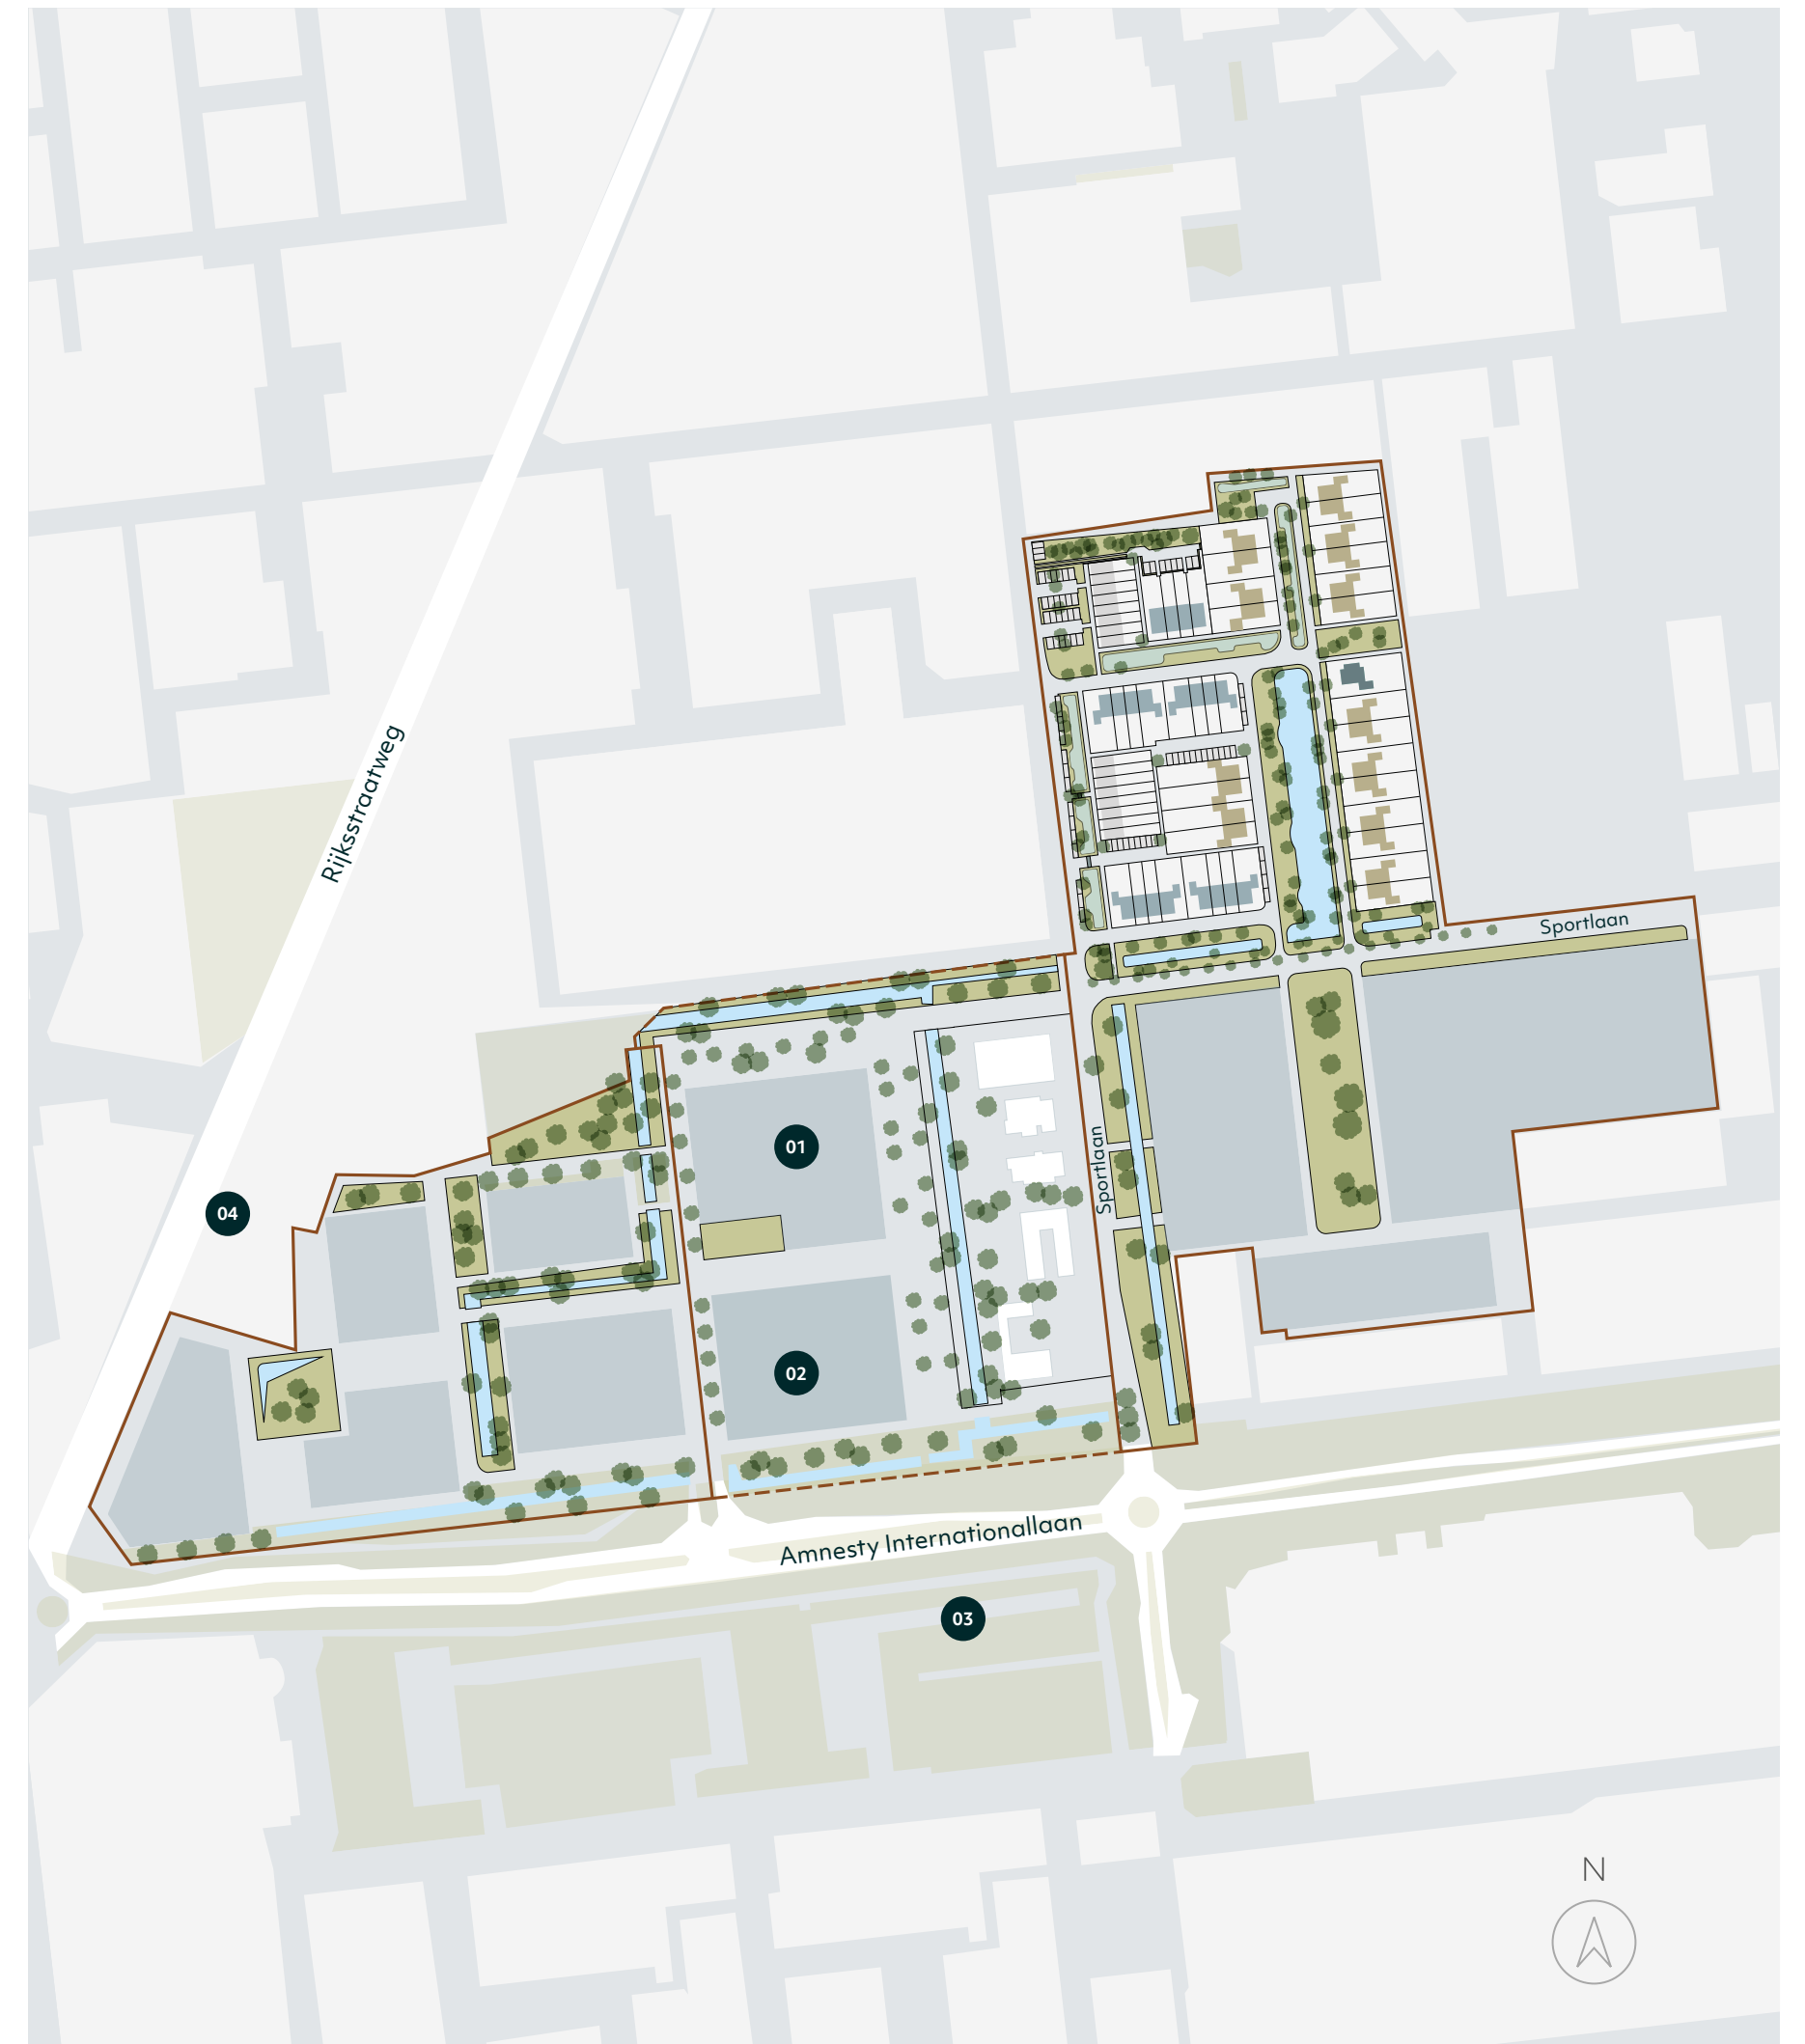 Rijksstraatweg
Sportlaan
01
Sportlaan
04
02
Amnesty Internationallaan
03
N